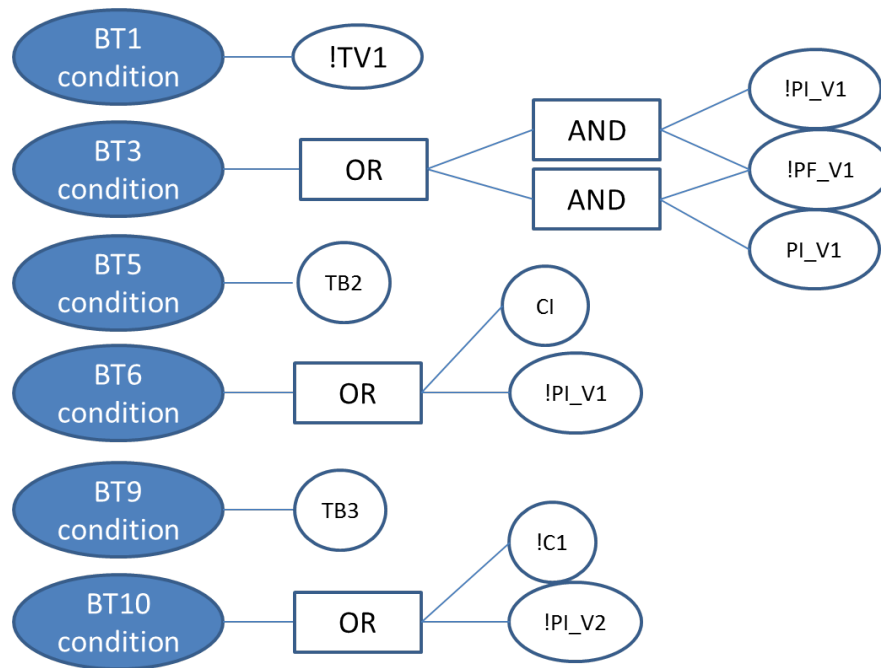 BT1
condition
!TV1
BT3
condition
OR
AND
AND
!PI_V1
!PF_V1
PI_V1
BT5
condition
TB2
BT6
condition
OR
CI
!PI_V1
BT9
condition
TB3
BT10
condition
OR
!C1
!PI_V2